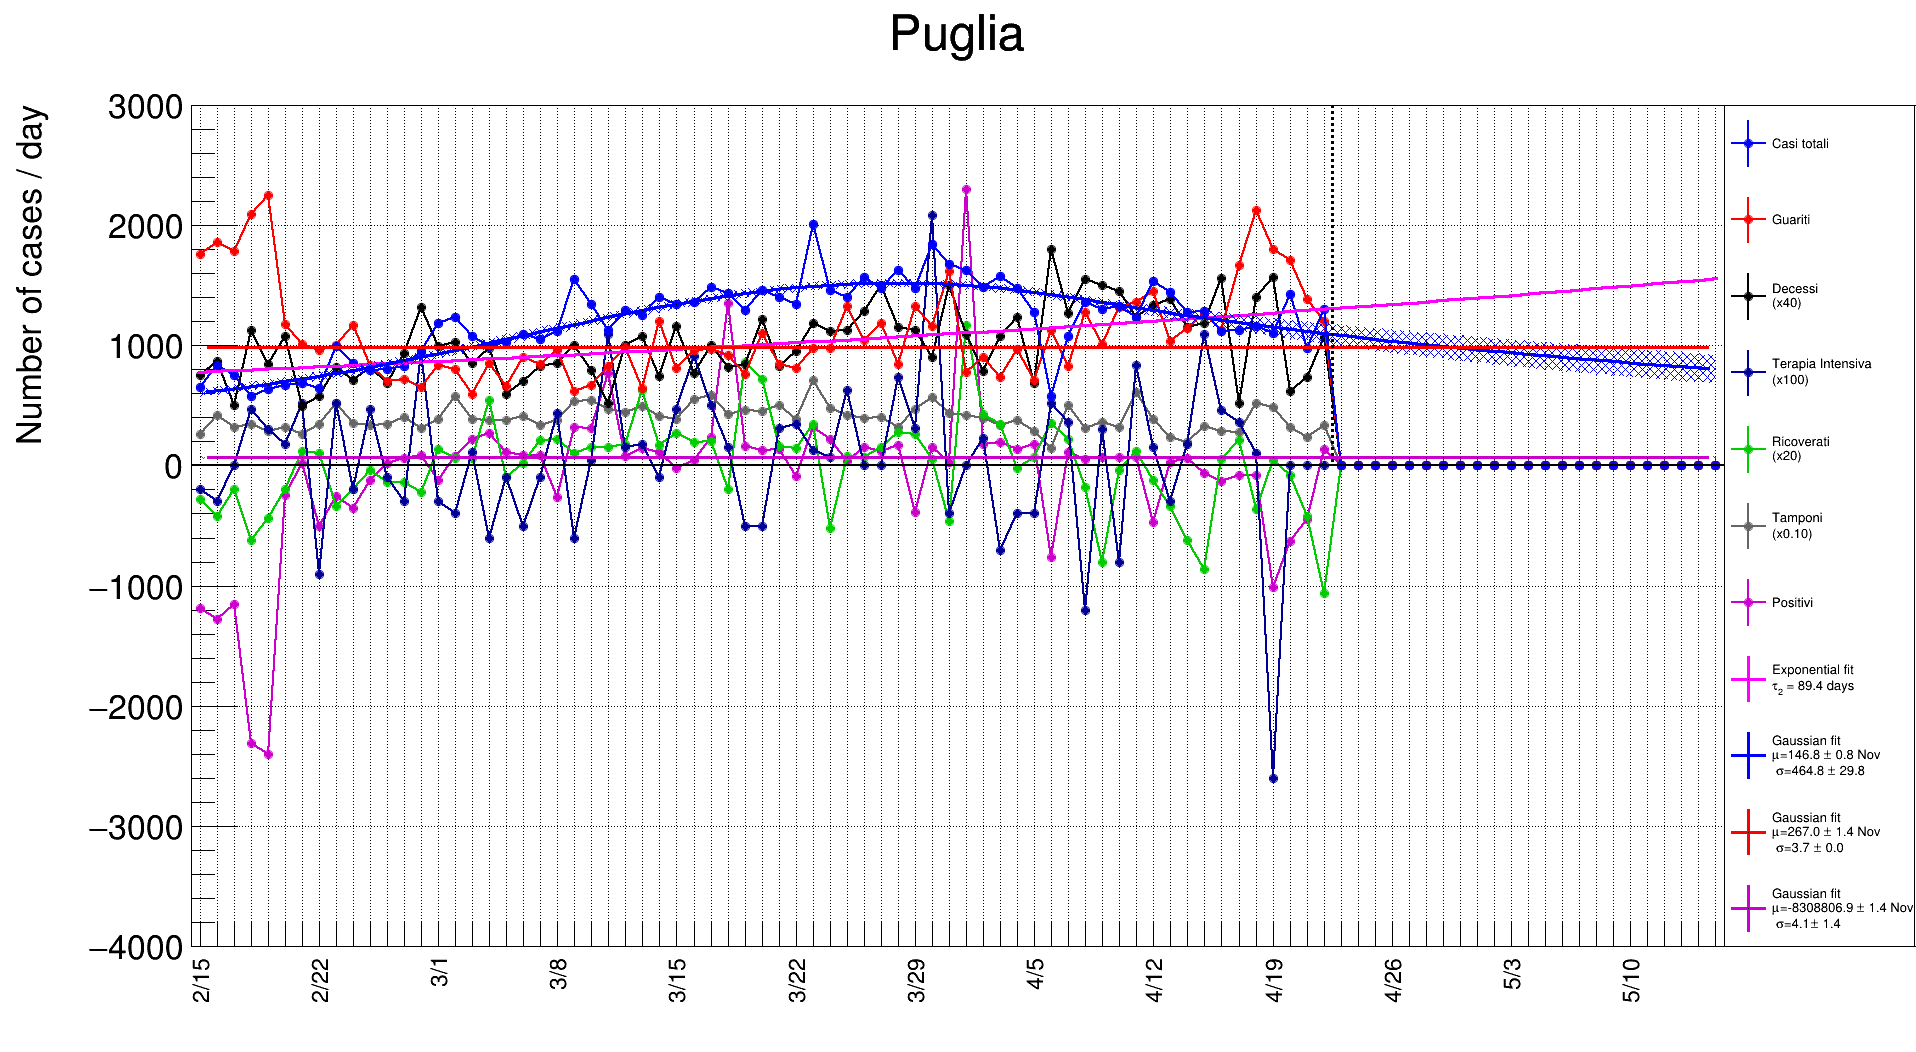 Puglia
Number of cases / day
3000
2000
1000
0
−1000
−2000
−3000
−4000
2/15
2/22
3/1
3/8
3/15
3/22
3/29
4/5
4/12
4/19
4/26
5/3
5/10
Casi totali
Guariti
Decessi
(x40)
Terapia Intensiva
(x100)
Ricoverati
(x20)
Tamponi
(x0.10)
Positivi
Exponential fit
τ2 = 89.4 days
Gaussian fit
μ=146.8 ± 0.8 Nov
σ=464.8 ± 29.8
Gaussian fit
μ=267.0 ± 1.4 Nov
σ=3.7 ± 0.0
Gaussian fit
μ=-8308806.9 ± 1.4 Nov
σ=4.1± 1.4